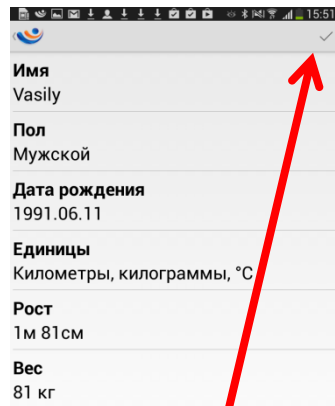 15:51
Имя
Vasily
Пол
Мужской
Дата рождения
1991.06.11
Единицы
Километры, килограммы, °C
Рост
1м 81см
Вес
81 кг